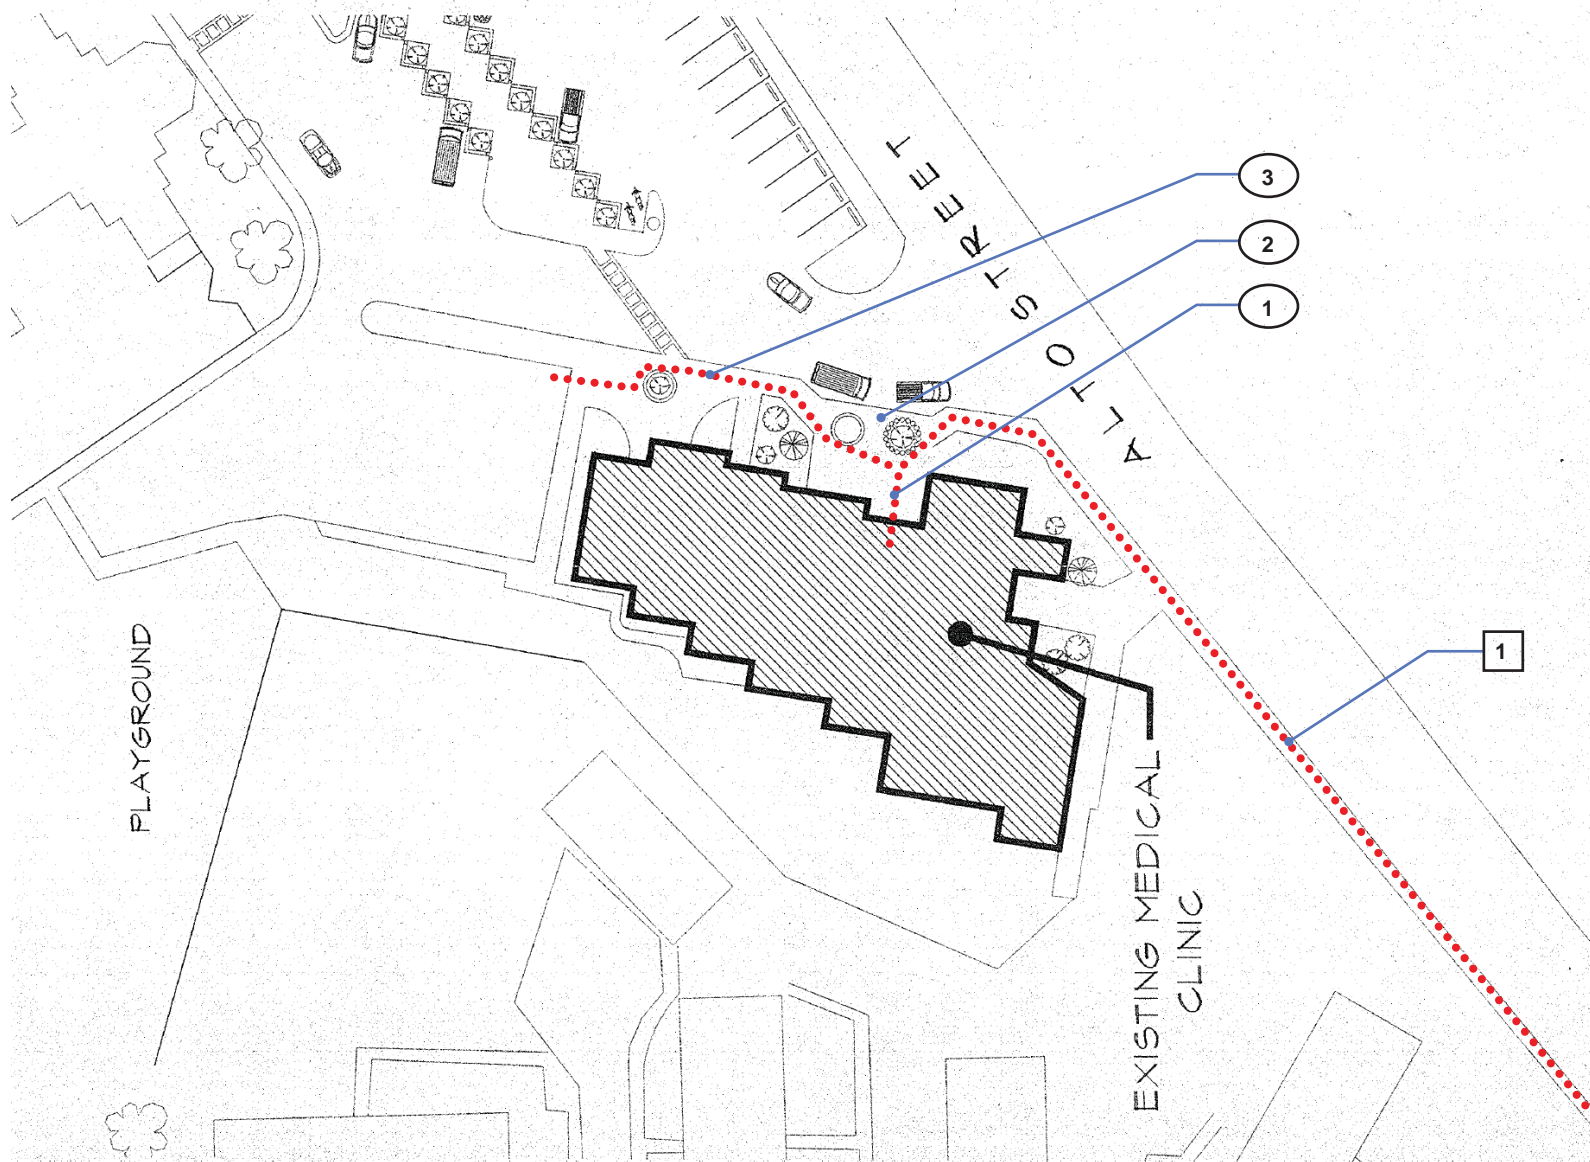 3
2
1
ALTO STREET
1
PLAYGROUND
EXISTING MEDICAL
CLINIC